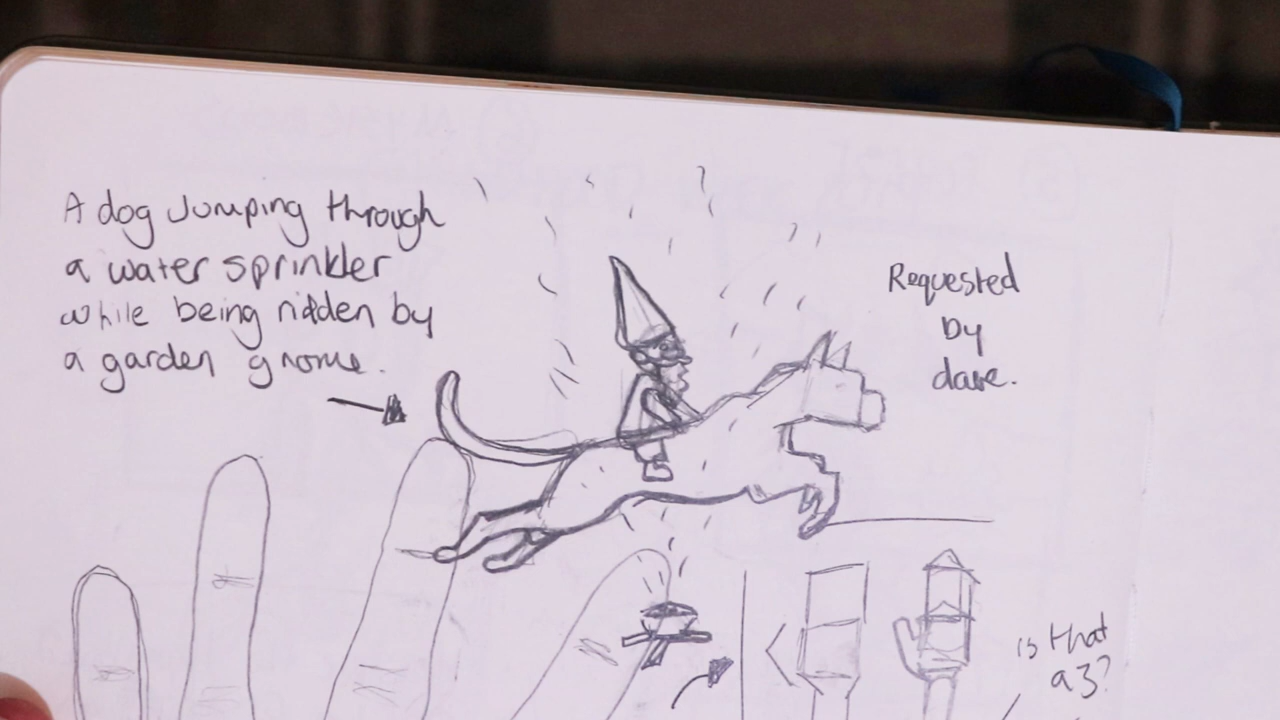 A dog Jumping through
a water sprinkler
while being ridden by
a garden gnome.
Requested
by
dave.
is that
a 3?